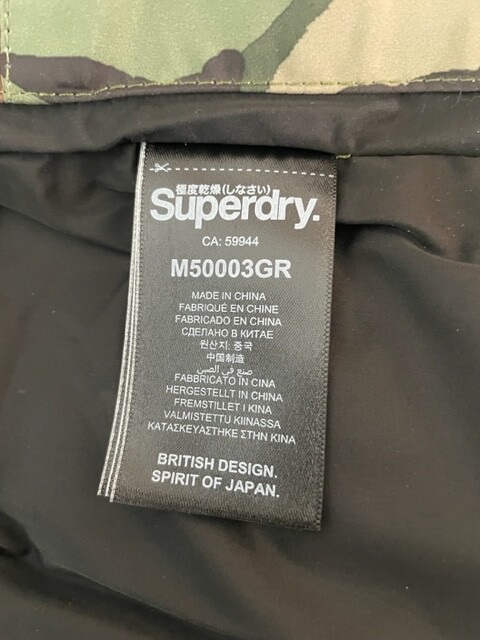 極度乾燥(しなさい)
Superdry.
CA: 59944
M50003GR
MADE IN CHINA
FABRIQUÉ EN CHINE
FABRICADO EN CHINA
СДЕЛАНО В КИТАЕ
원산지: 중국
中国制造
صنع في الصين
FABBRICATO IN CINA
HERGESTELLT IN CHINA
FREMSTILLET I KINA
VALMISTETTU KIINASSA
ΚΑΤΑΣΚΕΥΑΣΤΗΚΕ ΣΤΗΝ ΚΙΝΑ
BRITISH DESIGN.
SPIRIT OF JAPAN.